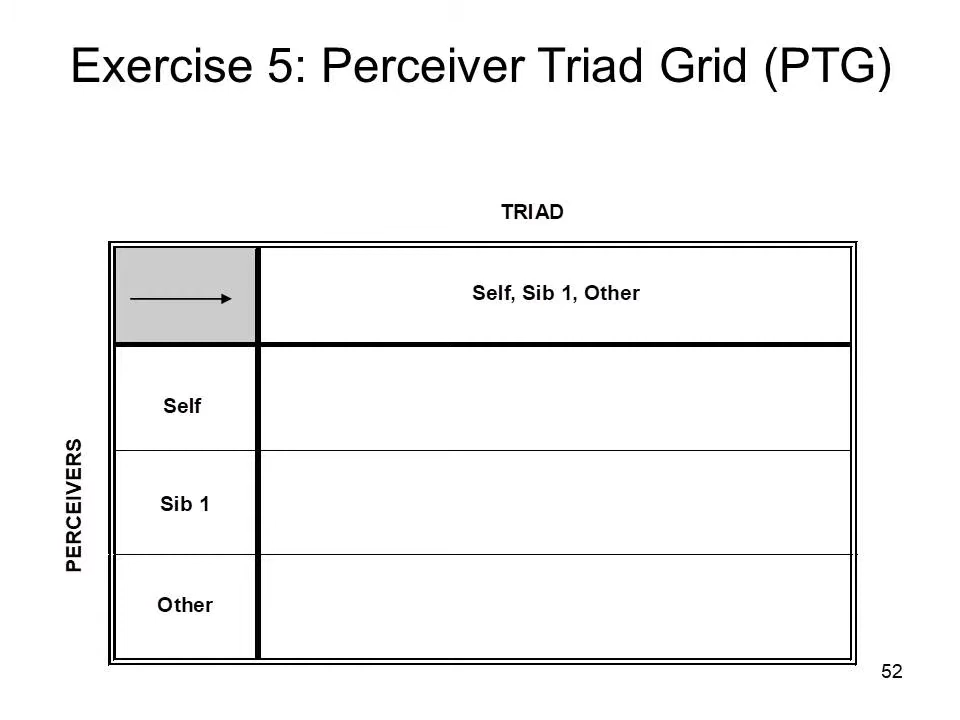 Exercise 5: Perceiver Triad Grid (PTG)
TRIAD
Self, Sib 1, Other
Self
PERCEIVERS
Sib 1
Other
52